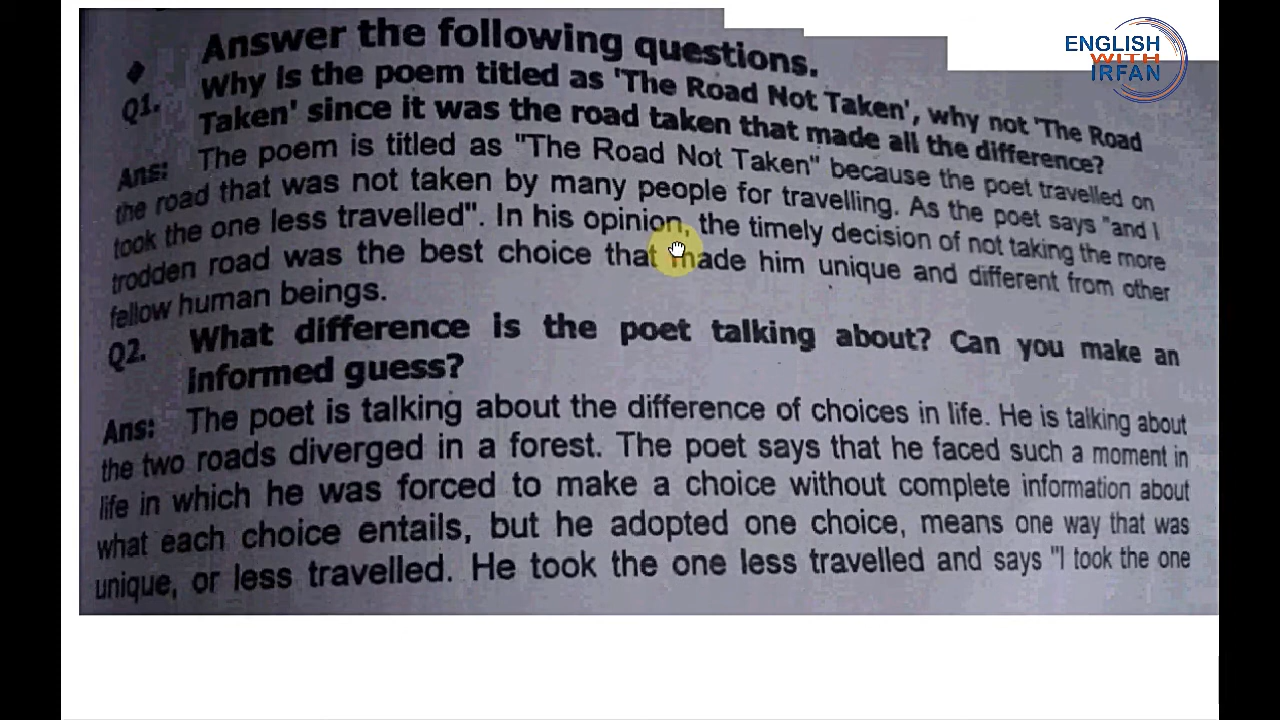 ENGLISH
WITH
IRFAN
Answer the following questions.
Q1. Why is the poem titled as 'The Road Not Taken', why not 'The Road
Taken' since it was the road taken that made all the difference?
Ans: The poem is titled as "The Road Not Taken" because the poet travelled on
the road that was not taken by many people for travelling. As the poet says "and I
took the one less travelled". In his opinion, the timely decision of not taking the more
trodden road was the best choice that made him unique and different from other
fellow human beings.
Q2. What difference is the poet talking about? Can you make an
informed guess?
Ans: The poet is talking about the difference of choices in life. He is talking about
the two roads diverged in a forest. The poet says that he faced such a moment in
life in which he was forced to make a choice without complete information about
what each choice entails, but he adopted one choice, means one way that was
unique, or less travelled. He took the one less travelled and says "I took the one